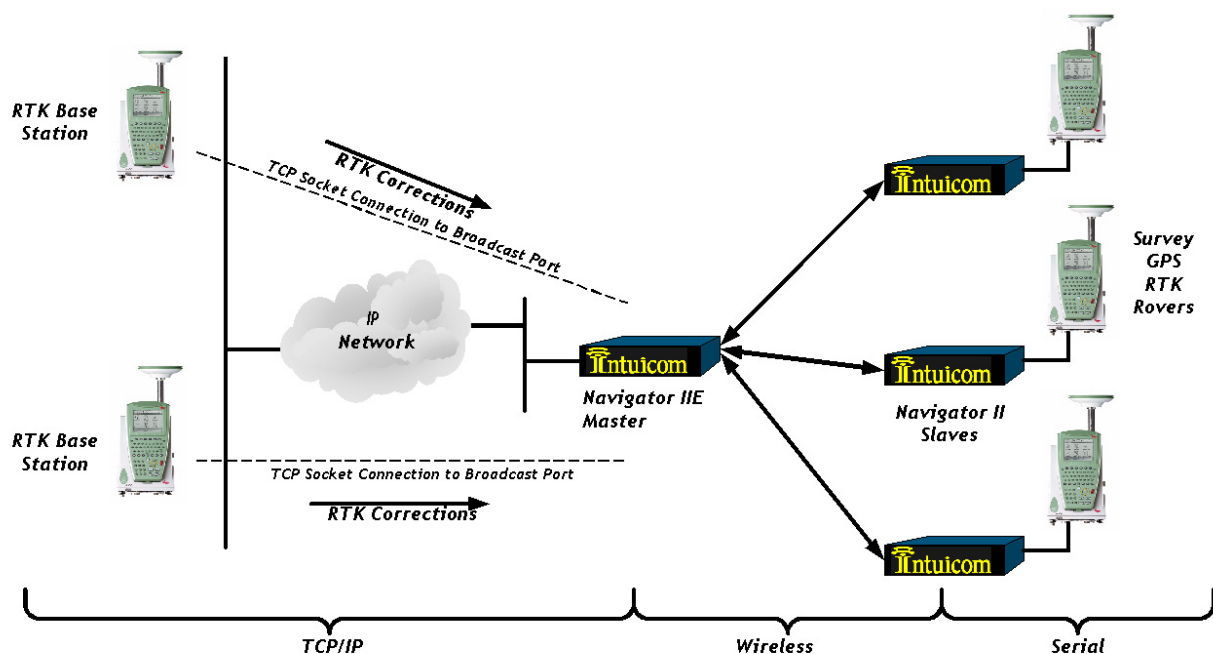 RTK Base
Station
RTK Corrections
TCP Socket Connection to Broadcast Port
IP
Network
intuicom
Navigator IIE
Master
RTK Base
Station
TCP Socket Connection to Broadcast Port
RTK Corrections
intuicom
intuicom
Navigator II
Slaves
intuicom
Survey
GPS
RTK
Rovers
TCP/IP
Wireless
Serial